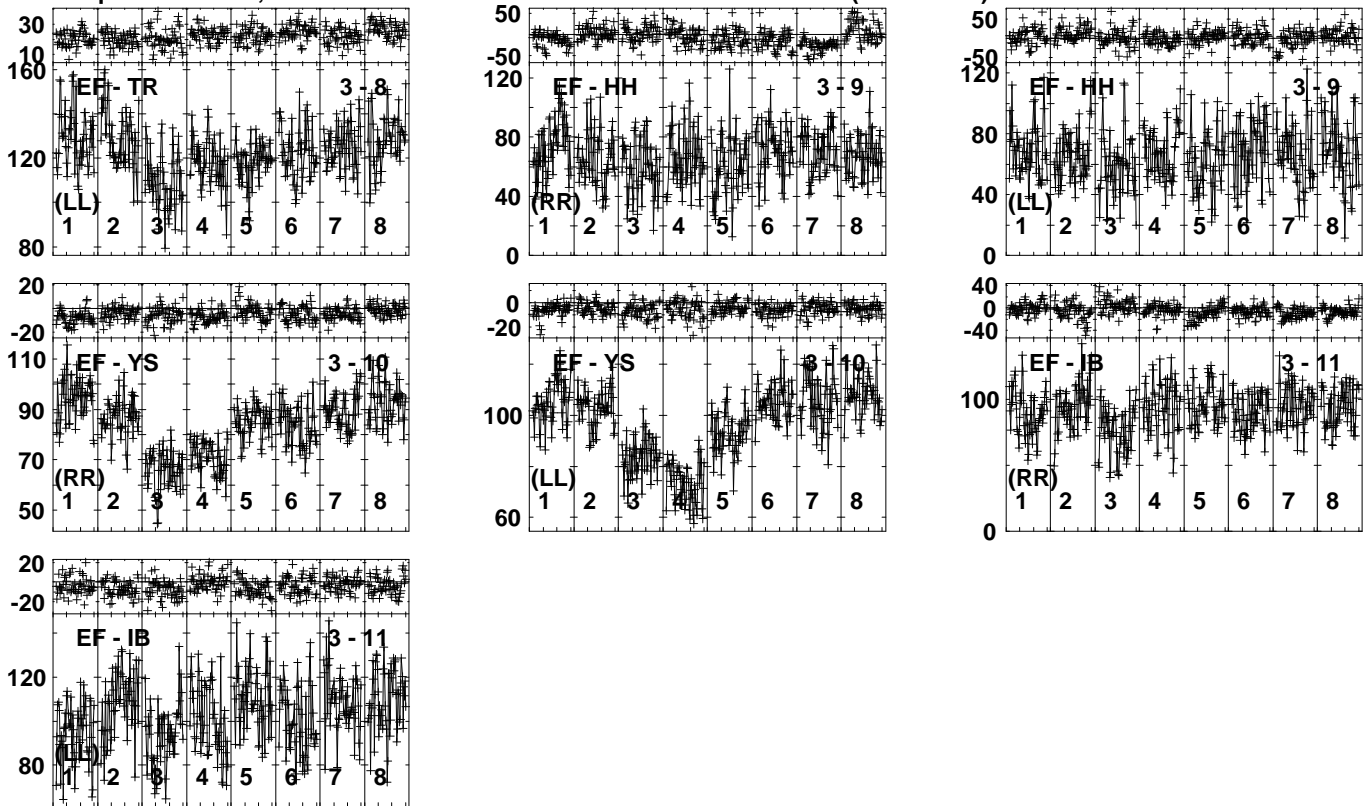 30
10
160
EF - TR 3 - 8
120
(LL)
1 2 3 4 5 6 7 8
80
50
-50
120
EF - HH 3 - 9
80
40
(RR)
1 2 3 4 5 6 7 8
0
50
-50
120
EF - HH 3 - 9
80
40
(LL)
1 2 3 4 5 6 7 8
0
20
-20
110
EF - YS 3 - 10
90
70
(RR)
1 2 3 4 5 6 7 8
50
0
-20
EF - YS 3 - 10
100
(LL)
1 2 3 4 5 6 7 8
60
40
0
-40
EF - IB 3 - 11
100
(RR)
1 2 3 4 5 6 7 8
0
20
-20
EF - IB 3 - 11
120
(LL)
80
1 2 3 4 5 6 7 8